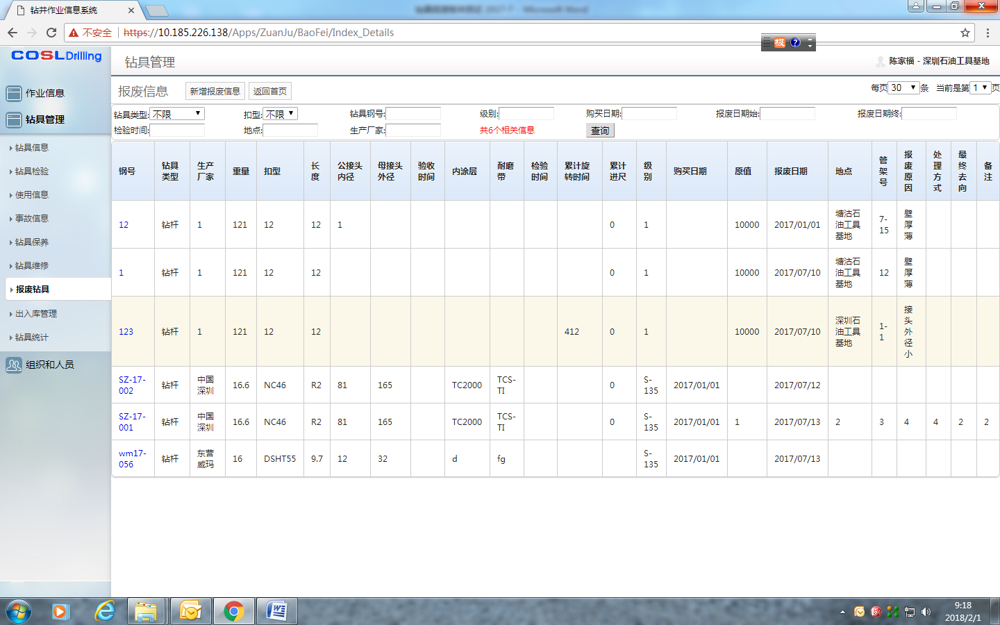 钻井作业信息系统
不安全 https://10.185.226.138/Apps/ZuanJu/BaoFei/Index_Details
极 ?
COSL Drilling
钻具管理
陈家福 - 深圳石油工具基地
作业信息
钻具管理
钻具信息
钻具检验
使用信息
事故信息
钻具保养
钻具维修
报废钻具
出入库管理
钻具统计
组织和人员
报废信息 新增报废信息 返回首页
每页 30 条 当前是第 1 页
钻具类型: 不限 扣型: 不限 钻具钢号: 级别: 购买日期: 报废日期始: 报废日期终:
检验时间: 地点: 生产厂家: 共6个相关信息 查询
钢号 钻具类型 生产厂家 重量 扣型 长度 公接头内径 母接头外径 验收时间 内涂层 耐磨带 检验时间 累计旋转时间 累计进尺 级别 购买日期 原值 报废日期 地点 管架号 报废原因 处理方式 最终去向 备注
12 钻杆 1 121 12 12 1 0 1 10000 2017/01/01 塘沽石油工具基地 7-15 壁厚薄
1 钻杆 1 121 12 12 0 1 10000 2017/07/10 塘沽石油工具基地 12 壁厚薄
123 钻杆 1 121 12 12 412 0 1 10000 2017/07/10 深圳石油工具基地 1-1 接头外径小
SZ-17-002 钻杆 中国深圳 16.6 NC46 R2 81 165 TC2000 TCS-TI 0 S-135 2017/01/01 2017/07/12
SZ-17-001 钻杆 中国深圳 16.6 NC46 R2 81 165 TC2000 TCS-TI 0 S-135 2017/01/01 1 2017/07/13 2 3 4 4 2 2
wm17-056 钻杆 东营威玛 16 DSHT55 9.7 12 32 d fg S-135 2017/01/01 2017/07/13
9:18
2018/2/1